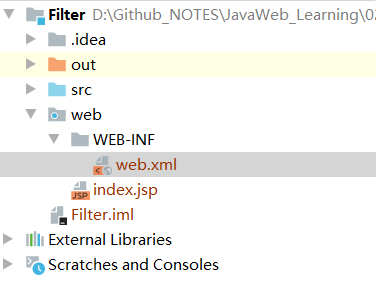 Filter D:\Github_NOTES\JavaWeb_Learning\0
.idea
out
src
web
WEB-INF
web.xml
JSP index.jsp
Filter.iml
External Libraries
Scratches and Consoles